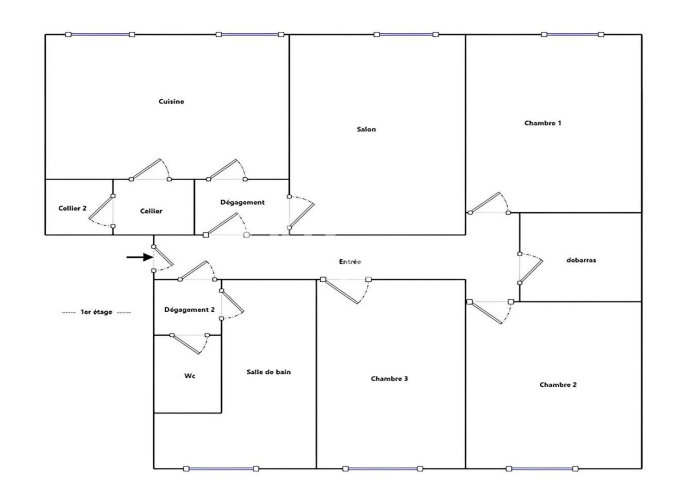 Cuisine
Salon
Chambre 1
Cellier 2
Cellier
Dégagement
Entrée
debarras
------ 1er étage ------
Dégagement 2
Wc
Salle de bain
Chambre 3
Chambre 2